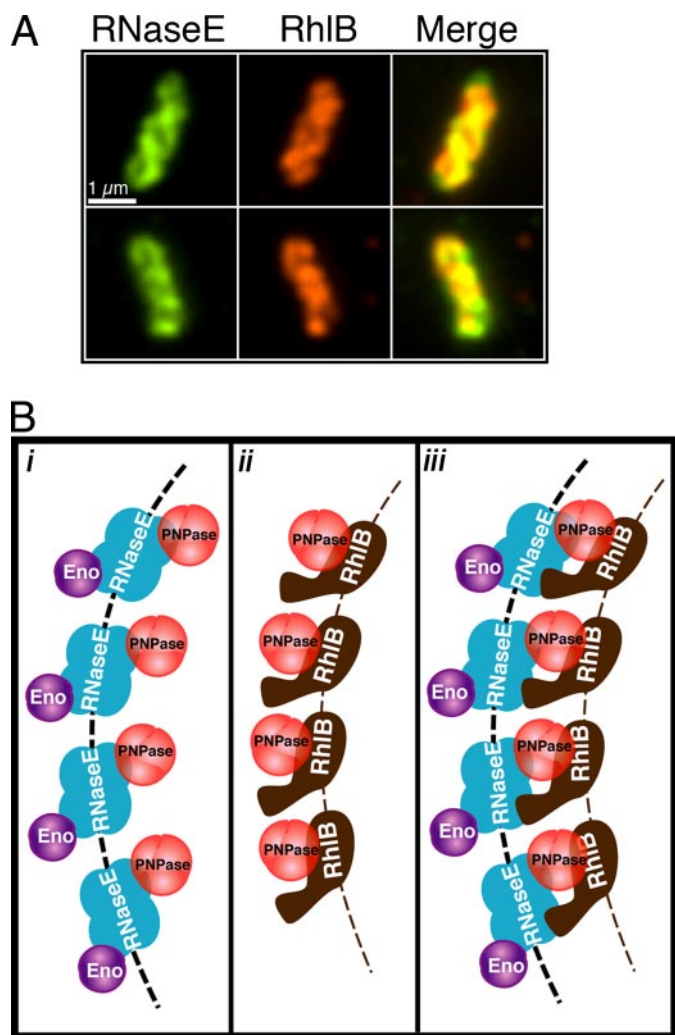 A
RNaseE RhlB Merge
1 µm
B
i ii iii
RNaseE PNPase Eno
RNaseE PNPase Eno
RNaseE PNPase Eno
RNaseE PNPase Eno
PNPase RhlB
PNPase RhlB
PNPase RhlB
PNPase RhlB
Eno RNaseE PNPase RhlB
Eno RNaseE PNPase RhlB
Eno RNaseE PNPase RhlB
Eno RNaseE PNPase RhlB